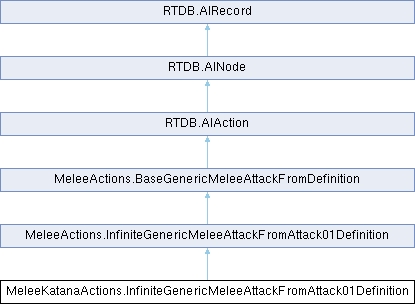 RTDB.AIRecord
RTDB.AINode
RTDB.AIAction
MeleeActions.BaseGenericMeleeAttackFromDefinition
MeleeActions.InfiniteGenericMeleeAttackFromAttack01Definition
MeleeKatanaActions.InfiniteGenericMeleeAttackFromAttack01Definition